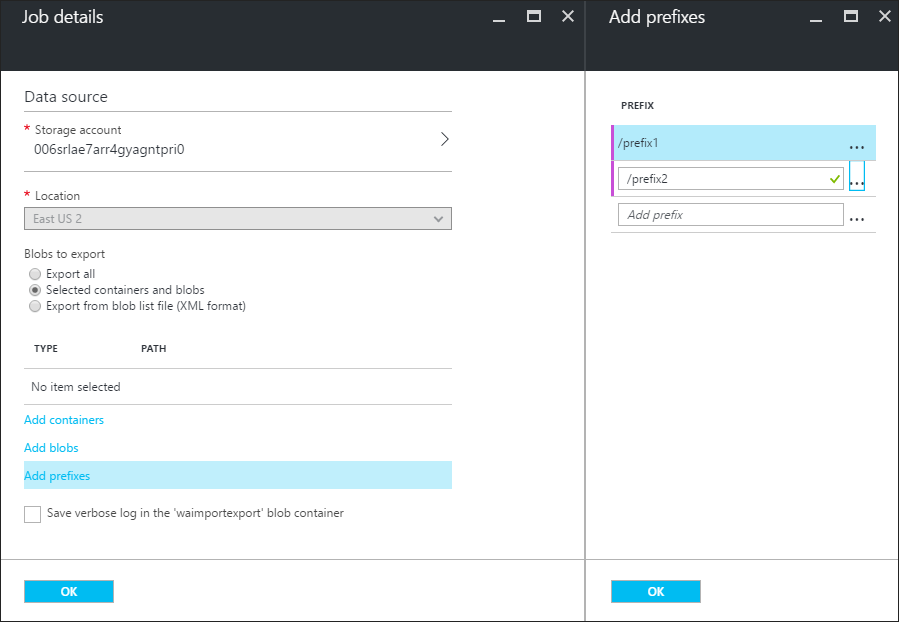 Job details
Data source
* Storage account
006srlae7arr4gyagntpri0
* Location
East US 2
Blobs to export
Export all
Selected containers and blobs
Export from blob list file (XML format)
TYPE PATH
No item selected
Add containers
Add blobs
Add prefixes
Save verbose log in the 'waimportexport' blob container
OK
Add prefixes
PREFIX
/prefix1 ...
/prefix2 ...
Add prefix ...
OK